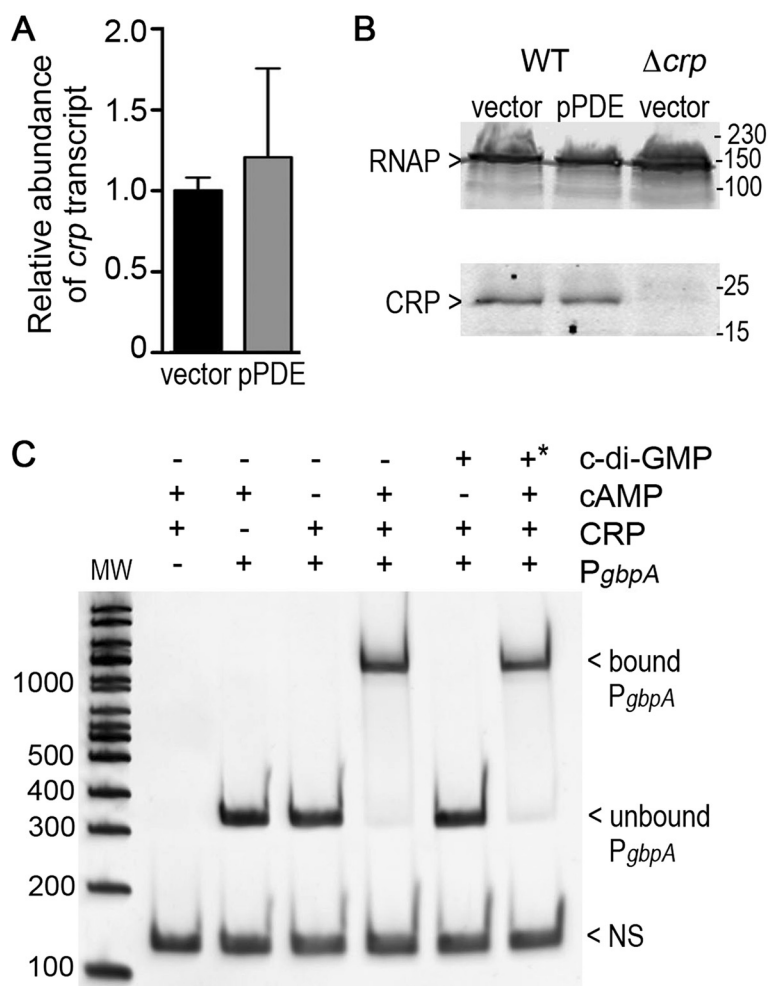 A
2.0
1.5
1.0
0.5
0
Relative abundance
of crp transcript
vector pPDE
B
WT Δcrp
vector pPDE vector
RNAP >
-230
-150
-100
CRP >
-25
-15
C
- - - - + +* c-di-GMP
+ + - + - + cAMP
+ - + + + + CRP
MW - + + + + + PgbpA
1000
500
400
300
200
100
< bound
PgbpA
< unbound
PgbpA
< NS